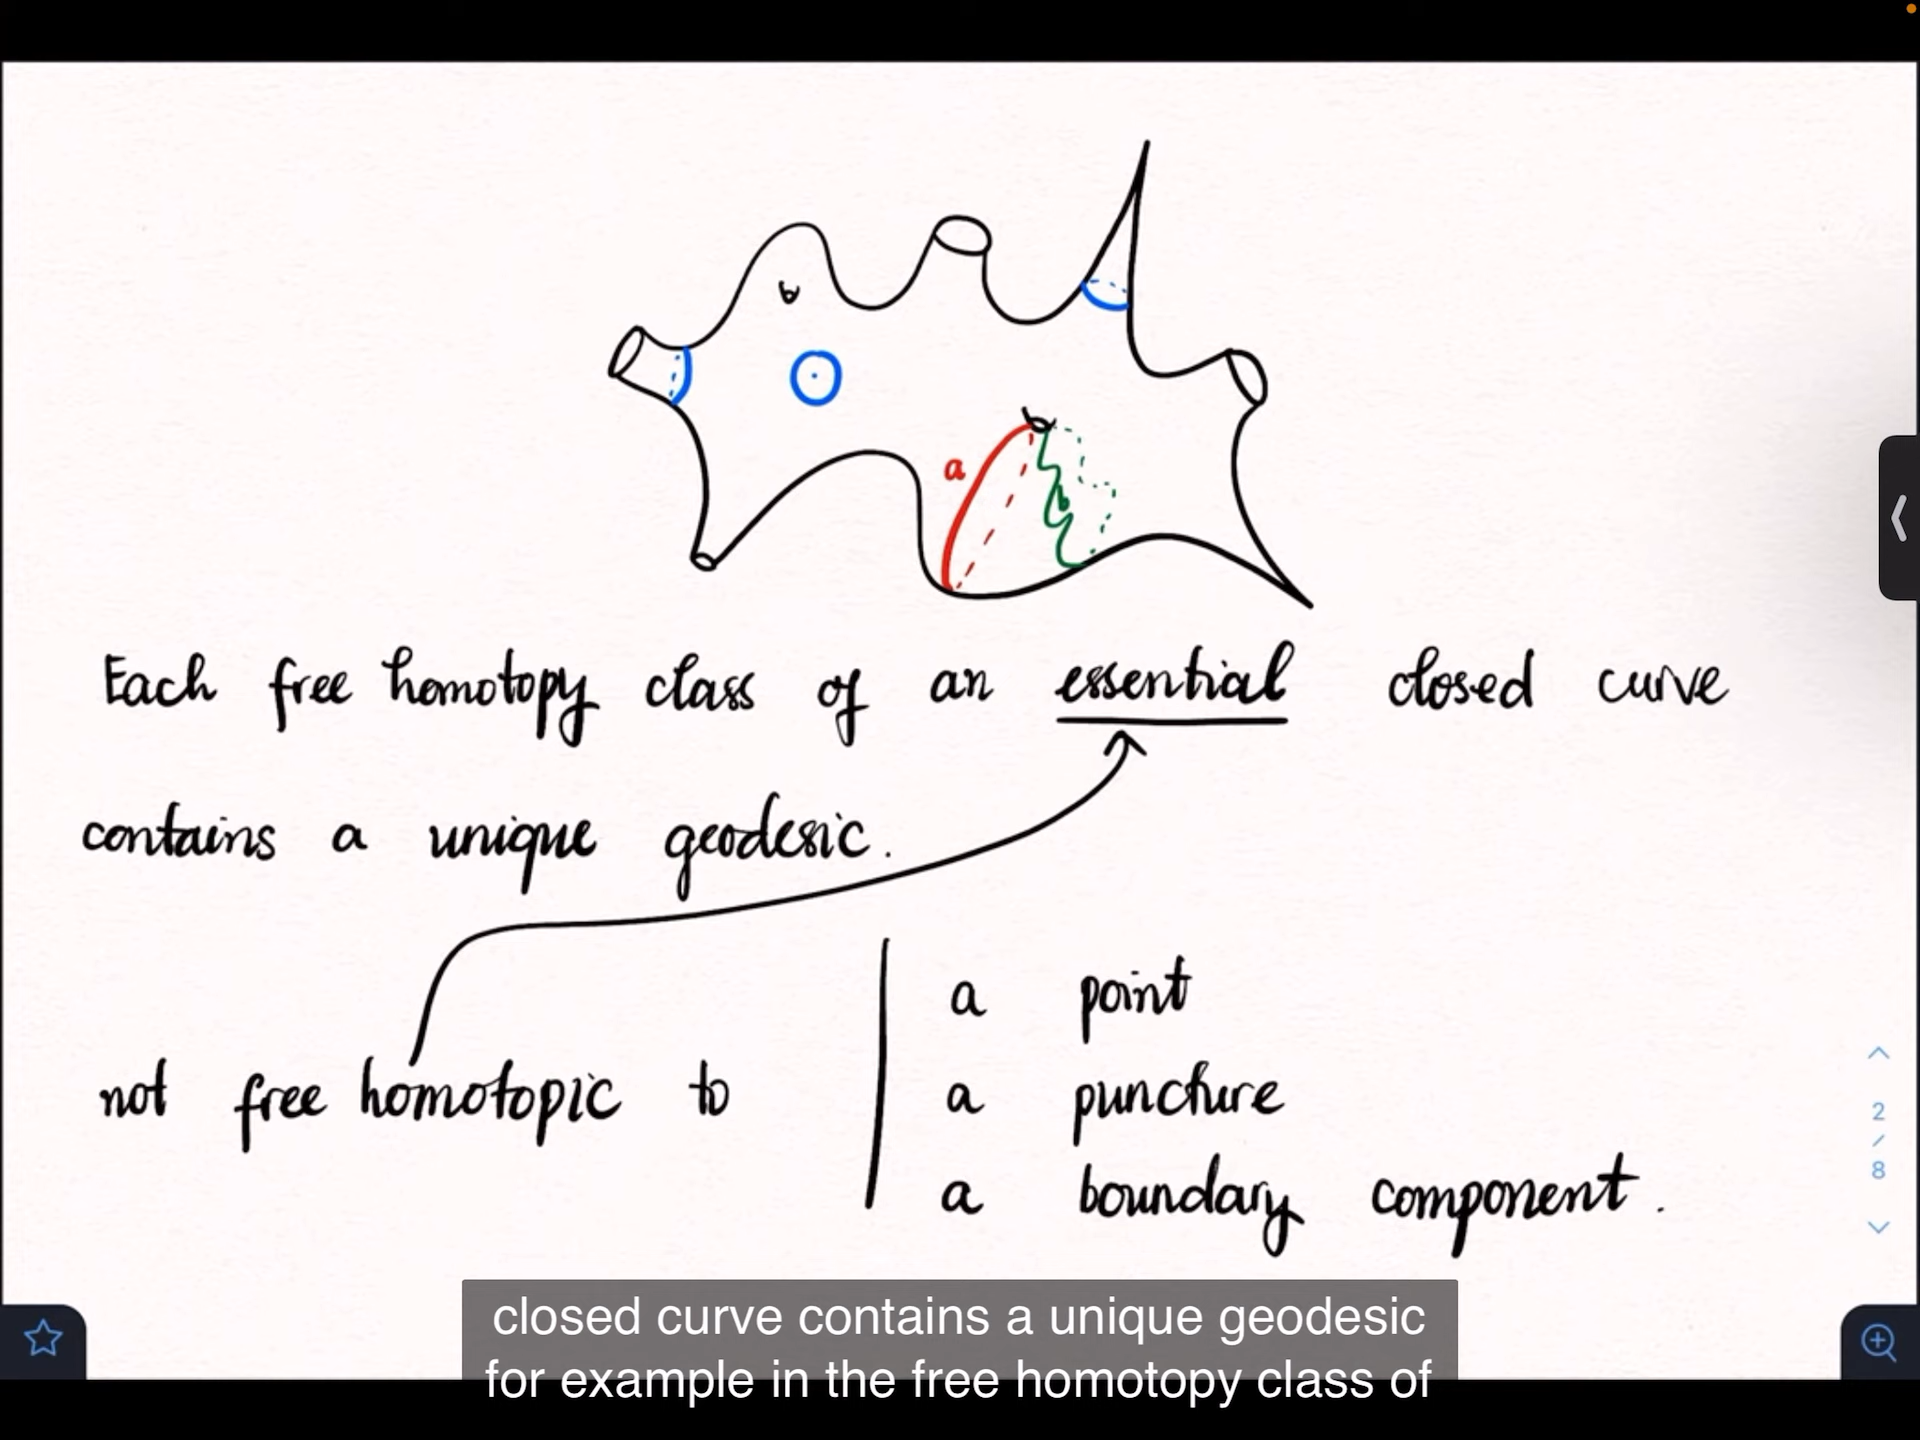 a
b
Each free homotopy class of an essential closed curve
contains a unique geodesic.
a point
not free homotopic to a puncture
a boundary component.
2
/
8
closed curve contains a unique geodesic
for example in the free homotopy class of